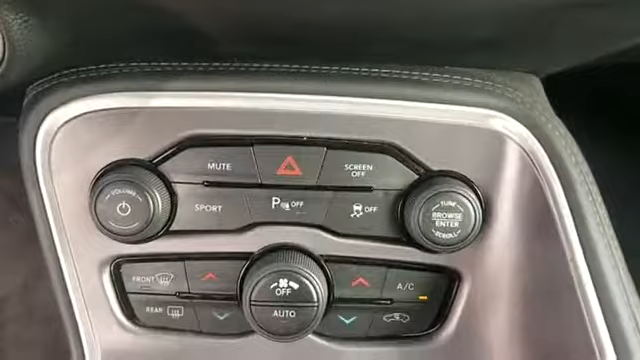 MUTE
SCREEN
OFF
VOLUME
SPORT
P OFF
OFF
TUNE
BROWSE
ENTER
SCROLL
FRONT
OFF
A/C
REAR
AUTO